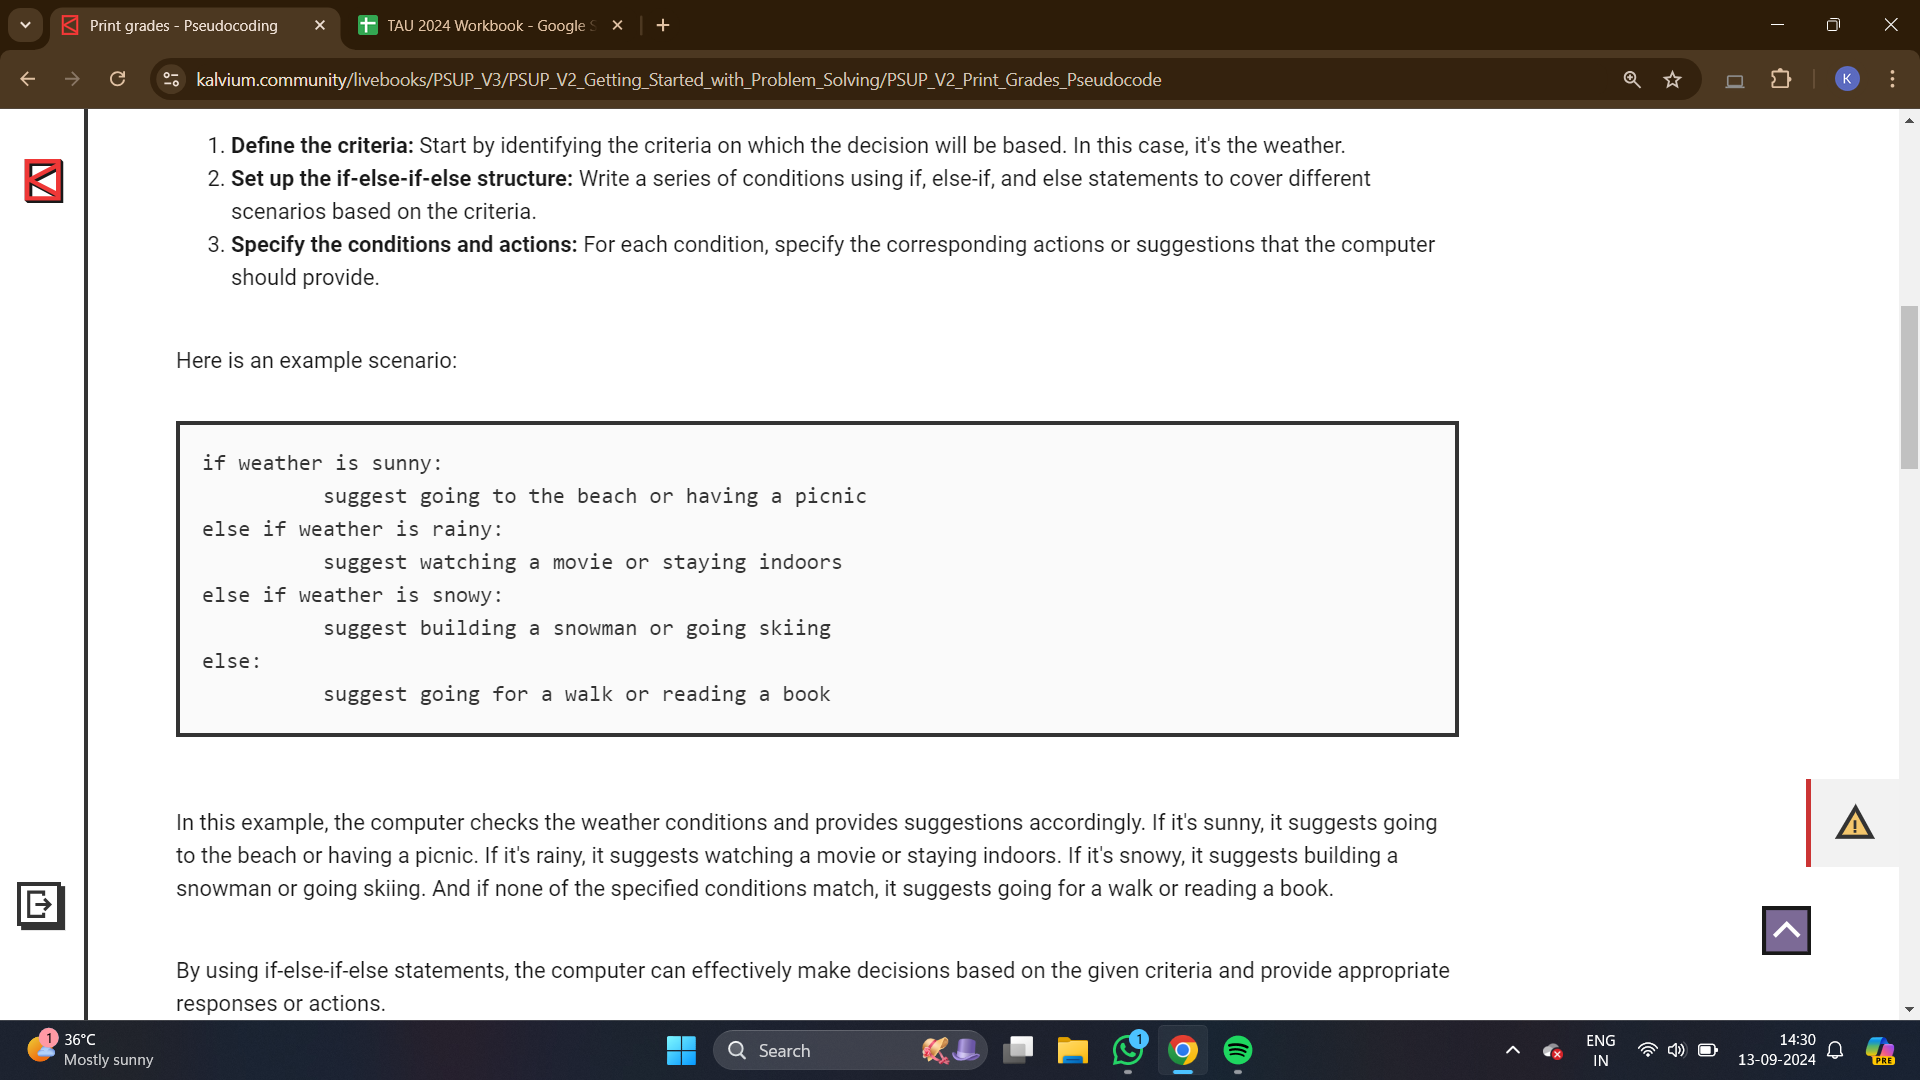 Print grades - Pseudocoding
TAU 2024 Workbook - Google
kalvium.community/livebooks/PSUP_V3/PSUP_V2_Getting_Started_with_Problem_Solving/PSUP_V2_Print_Grades_Pseudocode
K
1. Define the criteria: Start by identifying the criteria on which the decision will be based. In this case, it's the weather.
2. Set up the if-else-if-else structure: Write a series of conditions using if, else-if, and else statements to cover different
scenarios based on the criteria.
3. Specify the conditions and actions: For each condition, specify the corresponding actions or suggestions that the computer
should provide.
Here is an example scenario:
if weather is sunny:
suggest going to the beach or having a picnic
else if weather is rainy:
suggest watching a movie or staying indoors
else if weather is snowy:
suggest building a snowman or going skiing
else:
suggest going for a walk or reading a book
In this example, the computer checks the weather conditions and provides suggestions accordingly. If it's sunny, it suggests going
to the beach or having a picnic. If it's rainy, it suggests watching a movie or staying indoors. If it's snowy, it suggests building a
snowman or going skiing. And if none of the specified conditions match, it suggests going for a walk or reading a book.
By using if-else-if-else statements, the computer can effectively make decisions based on the given criteria and provide appropriate
responses or actions.
1
36°C
Mostly sunny
Search
1
ENG
IN
14:30
13-09-2024
PRE